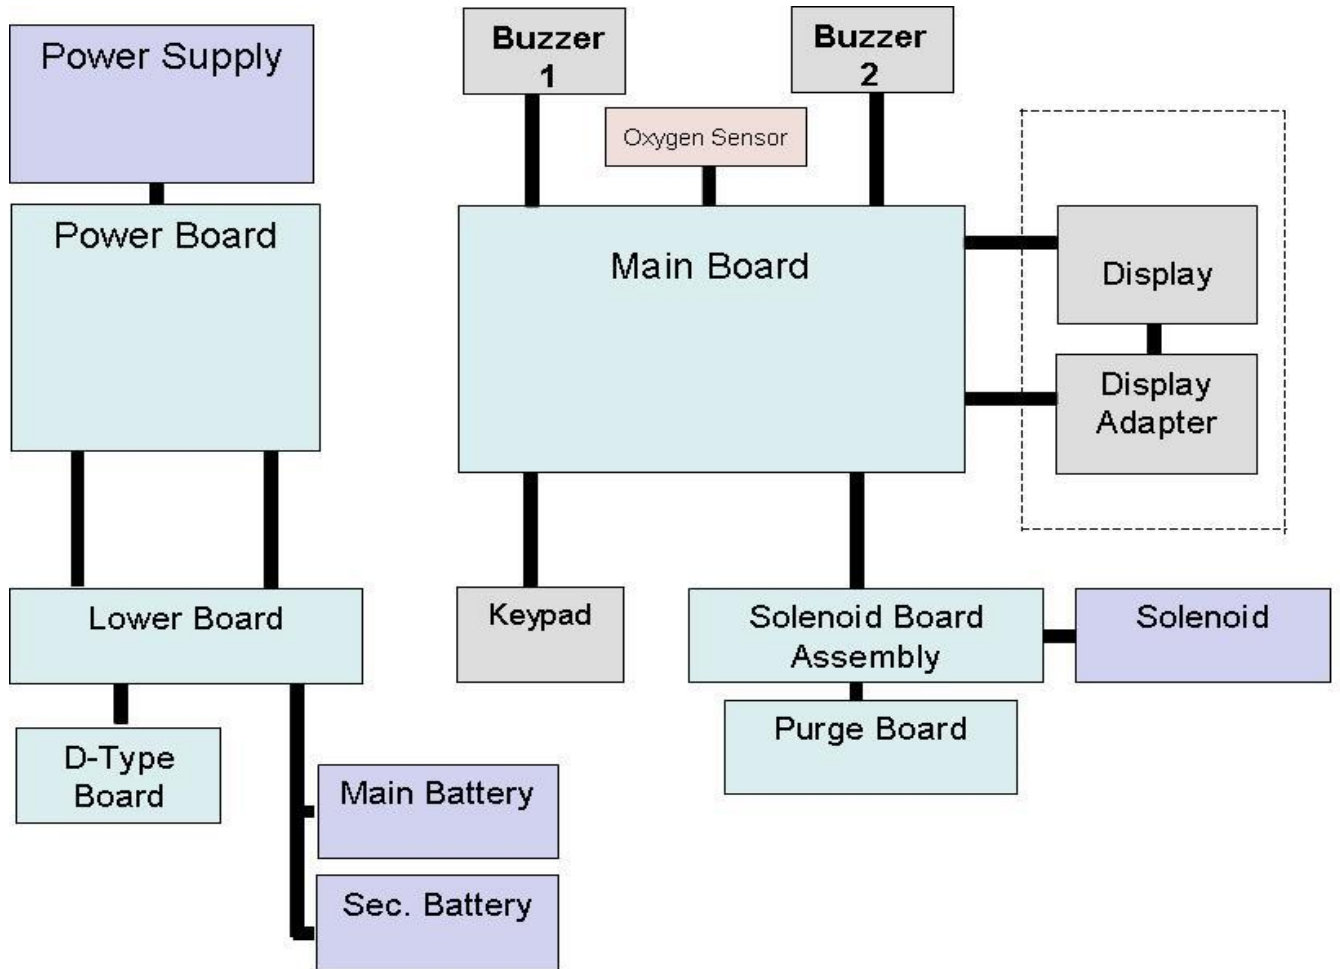 Power Supply
Buzzer
1
Buzzer
2
Oxygen Sensor
Power Board
Main Board
Display
Display
Adapter
Lower Board
Keypad
Solenoid Board
Assembly
Solenoid
D-Type
Board
Purge Board
Main Battery
Sec. Battery